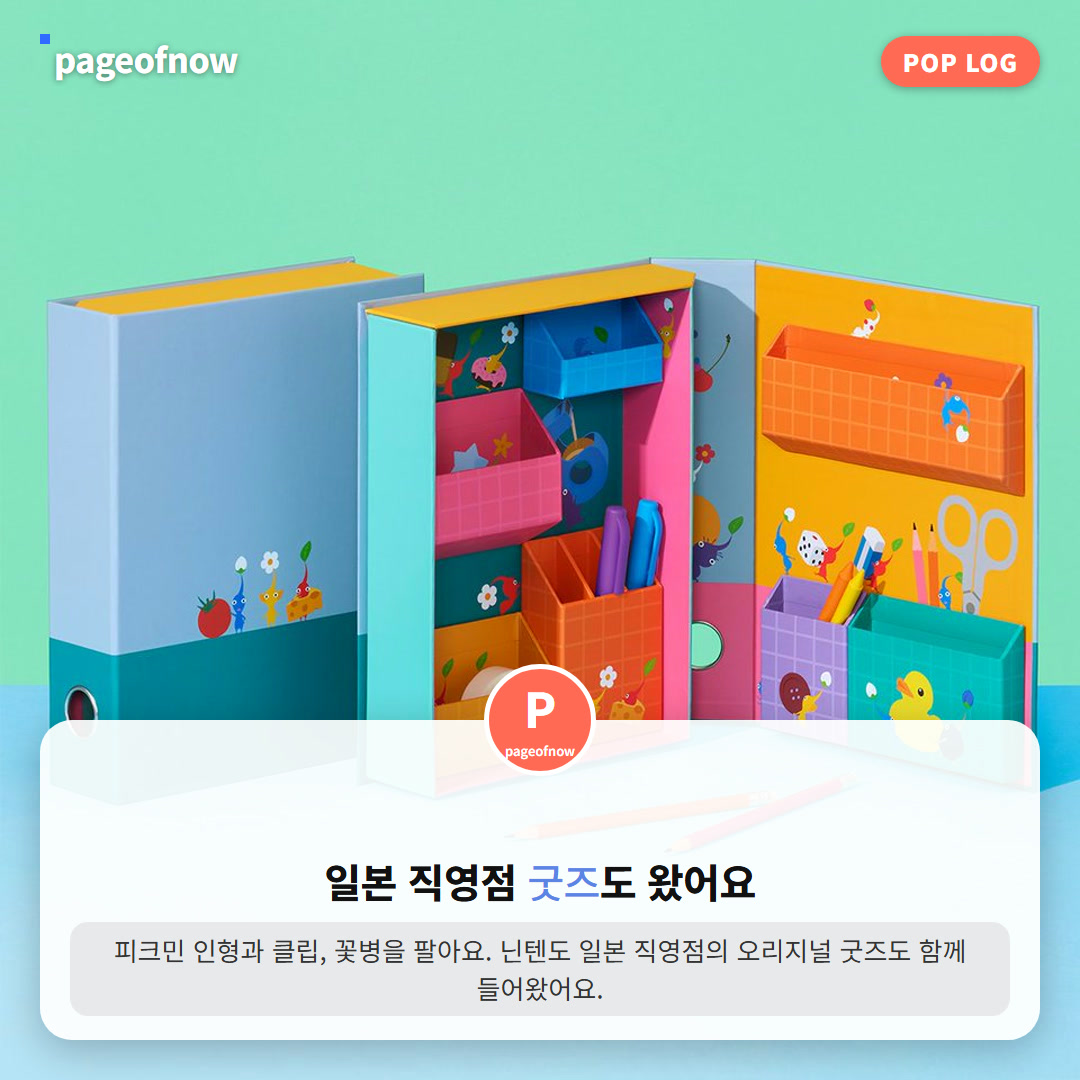 pageofnow
POP LOG
P
pageofnow
일본 직영점 굿즈도 왔어요
피크민 인형과 클립, 꽃병을 팔아요. 닌텐도 일본 직영점의 오리지널 굿즈도 함께
들어왔어요.